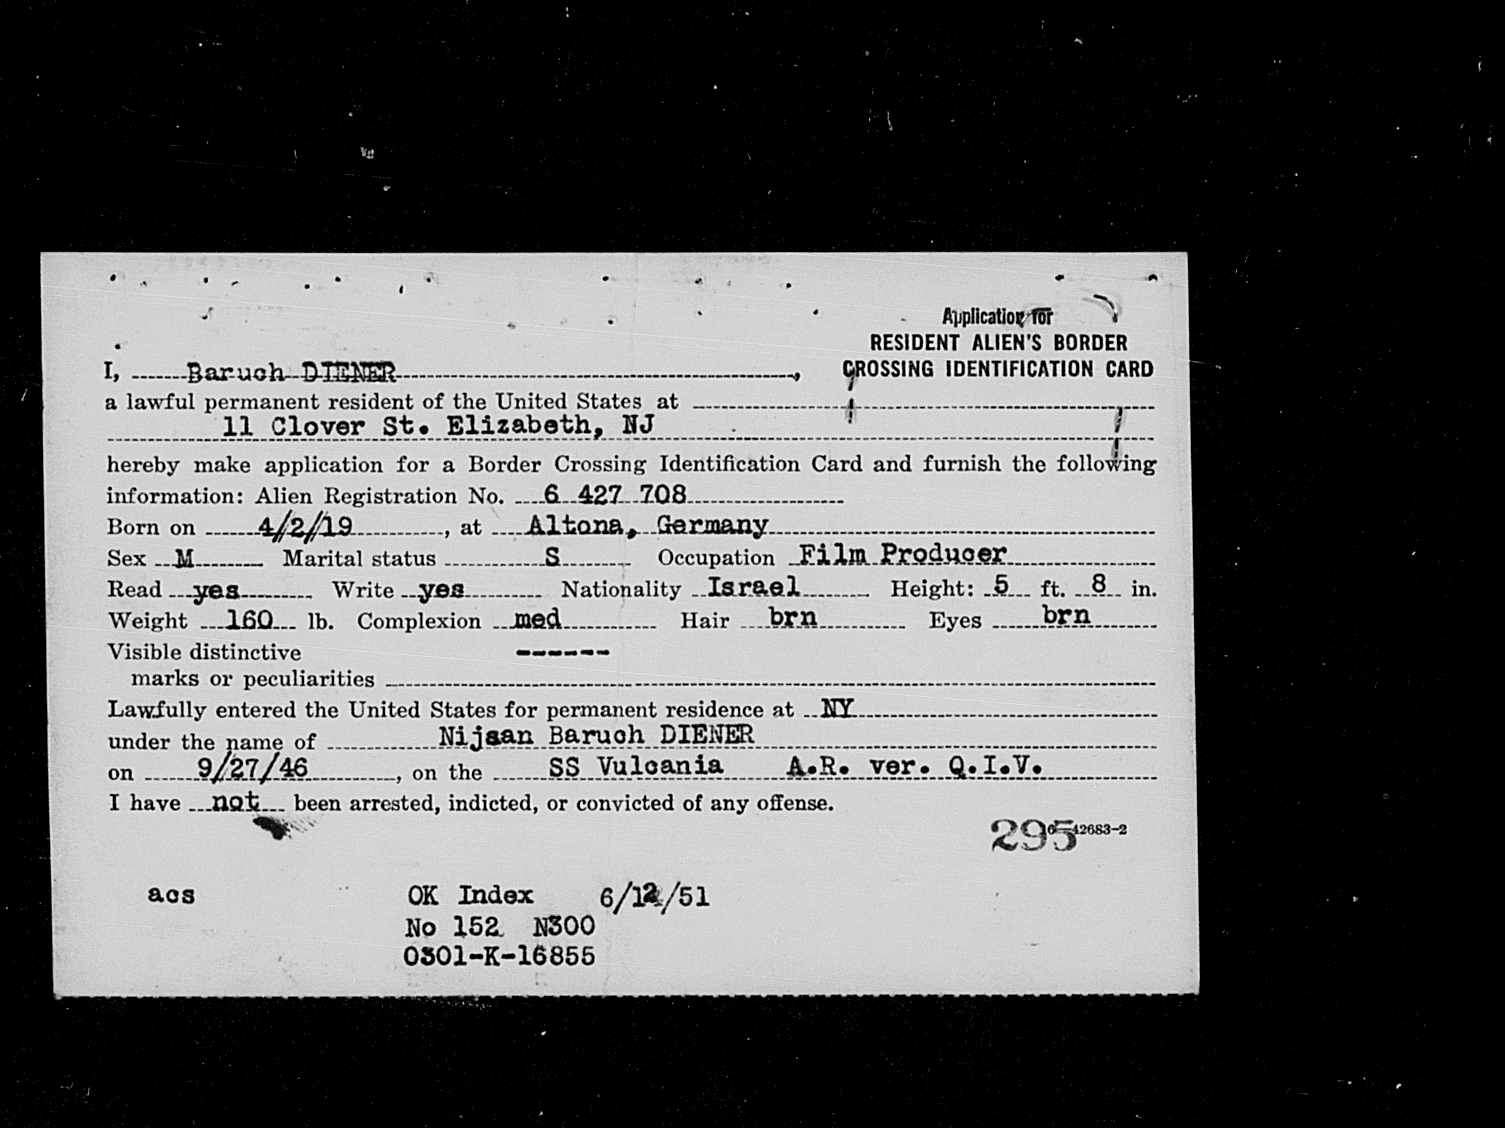 Application for
RESIDENT ALIEN'S BORDER
CROSSING IDENTIFICATION CARD
I, Baruch DIENER,
a lawful permanent resident of the United States at
11 Clover St. Elizabeth, NJ
hereby make application for a Border Crossing Identification Card and furnish the following
information: Alien Registration No. 6 427 708
Born on 4/2/19, at Altona, Germany
Sex M Marital status S Occupation Film Producer
Read yes Write yes Nationality Israel Height: 5 ft. 8 in.
Weight 160 lb. Complexion med Hair brn Eyes brn
Visible distinctive ------
marks or peculiarities
Lawfully entered the United States for permanent residence at NY
under the name of Nijsan Baruch DIENER
on 9/27/46, on the SS Vulcania A.R. ver. Q.I.V.
I have not been arrested, indicted, or convicted of any offense.
295 42683-2
acs OK Index 6/12/51
No 152 N300
0301-K-16855